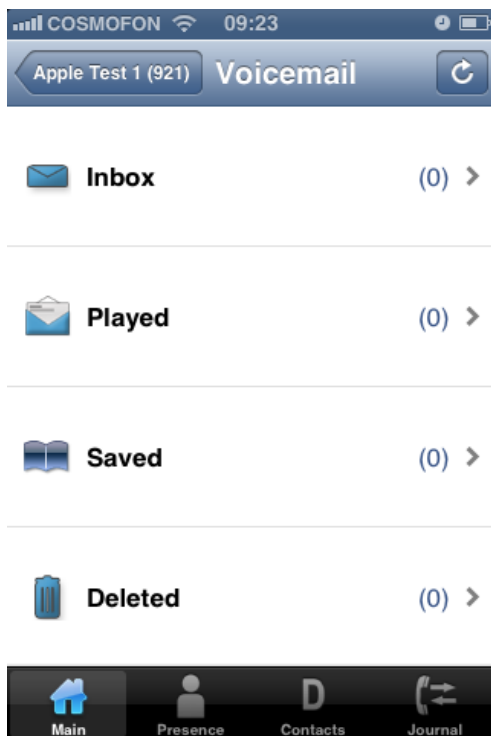 COSMOFON 09:23
Apple Test 1 (921) Voicemail
Inbox (0)
Played (0)
Saved (0)
Deleted (0)
D
Main Presence Contacts Journal